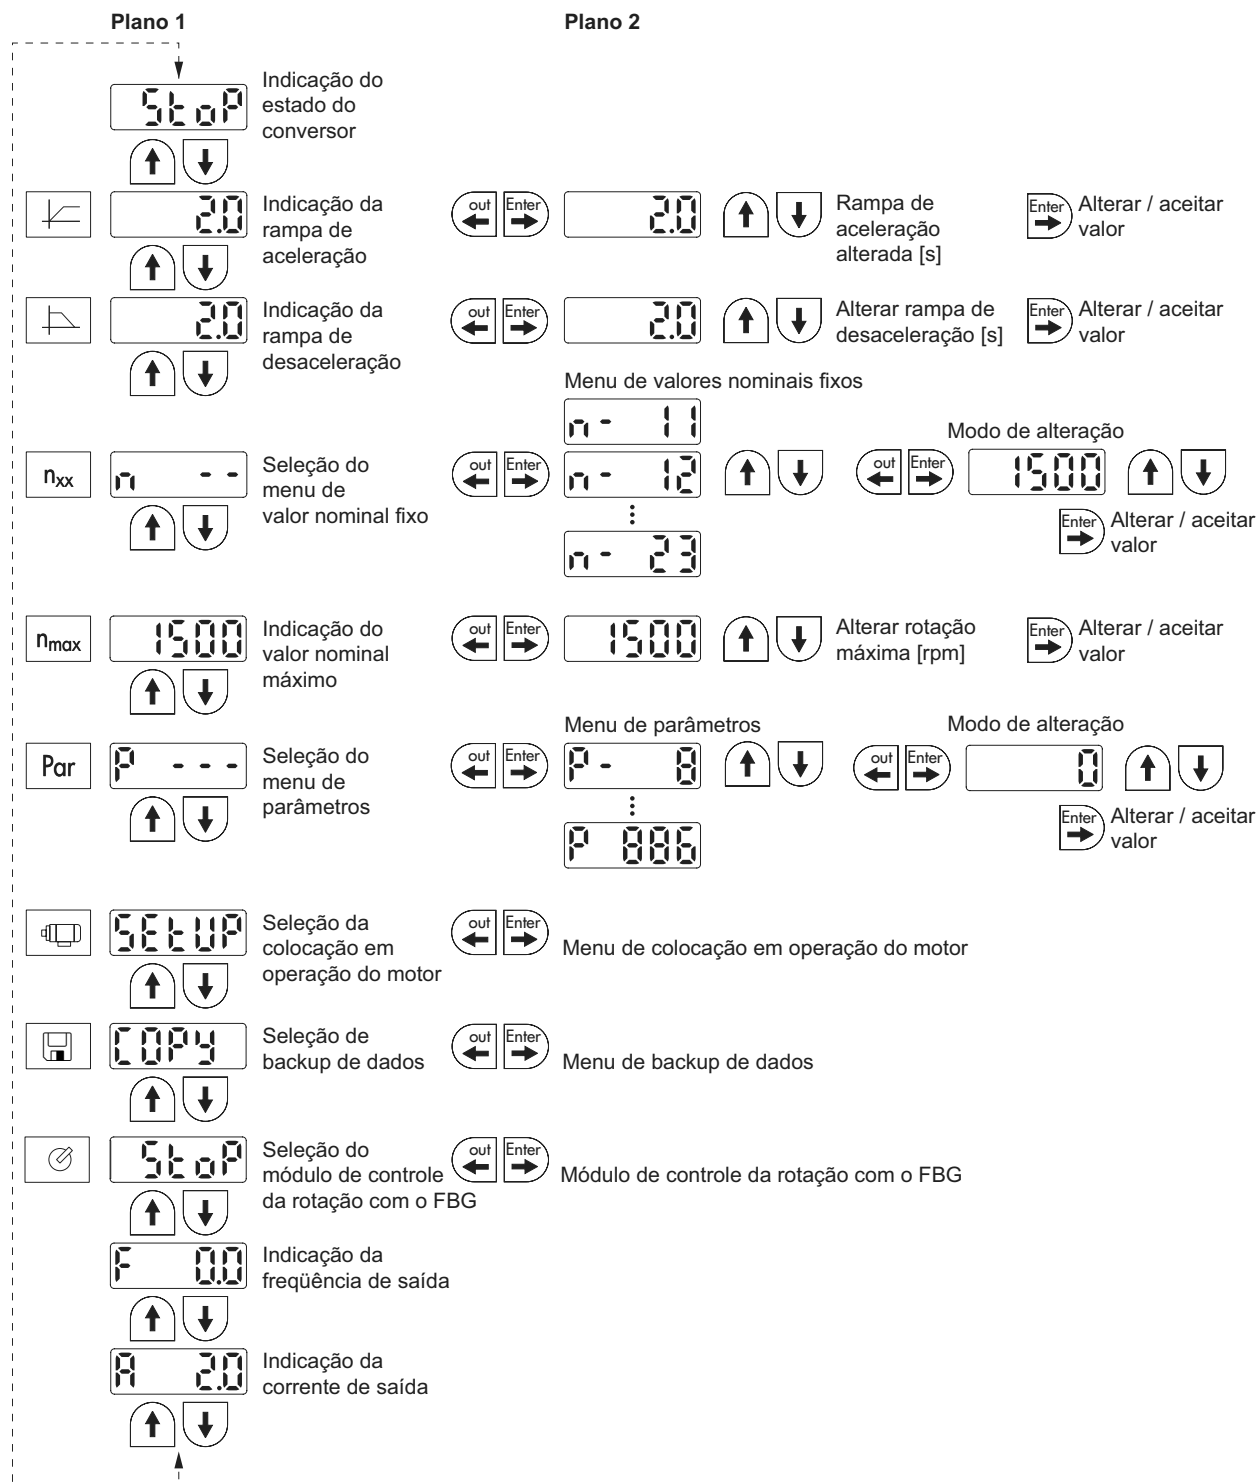 Plano 1
Plano 2
StoP
Indicação do
estado do
conversor
2.0
Indicação da
rampa de
aceleração
out Enter
2.0
Rampa de
aceleração
alterada [s]
Enter
Alterar / aceitar
valor
2.0
Indicação da
rampa de
desaceleração
out Enter
2.0
Alterar rampa de
desaceleração [s]
Enter
Alterar / aceitar
valor
Menu de valores nominais fixos
n- 11
nxx
n --
Seleção do
menu de
valor nominal fixo
out Enter
n- 12
n- 23
Modo de alteração
out Enter
1500
Enter
Alterar / aceitar
valor
nmax
1500
Indicação do
valor nominal
máximo
out Enter
1500
Alterar rotação
máxima [rpm]
Enter
Alterar / aceitar
valor
Menu de parâmetros
Par
P ---
Seleção do
menu de
parâmetros
out Enter
P- 8
P 886
Modo de alteração
out Enter
0
Enter
Alterar / aceitar
valor
SEtUP
Seleção da
colocação em
operação do motor
out Enter
Menu de colocação em operação do motor
COPY
Seleção de
backup de dados
out Enter
Menu de backup de dados
StoP
Seleção do
módulo de controle
da rotação com o FBG
out Enter
Módulo de controle da rotação com o FBG
F 0.0
Indicação da
freqüência de saída
A 2.0
Indicação da
corrente de saída